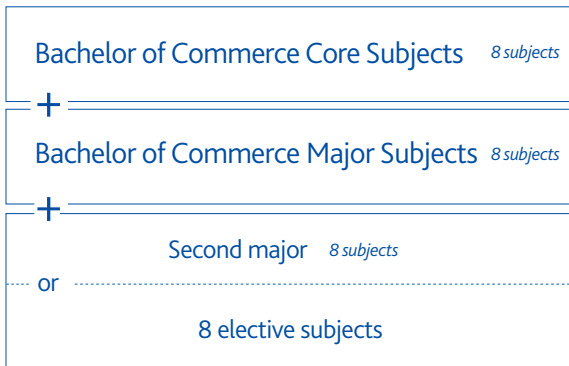 Bachelor of Commerce Core Subjects 8 subjects
+
Bachelor of Commerce Major Subjects 8 subjects
+
Second major 8 subjects
or
8 elective subjects